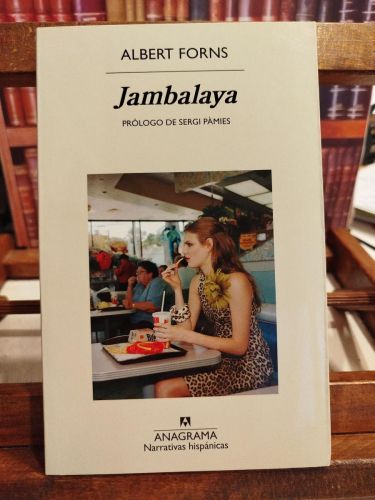 ALBERT FORNS
Jambalaya
PRÓLOGO DE SERGI PÀMIES
ANAGRAMA
Narrativas hispánicas